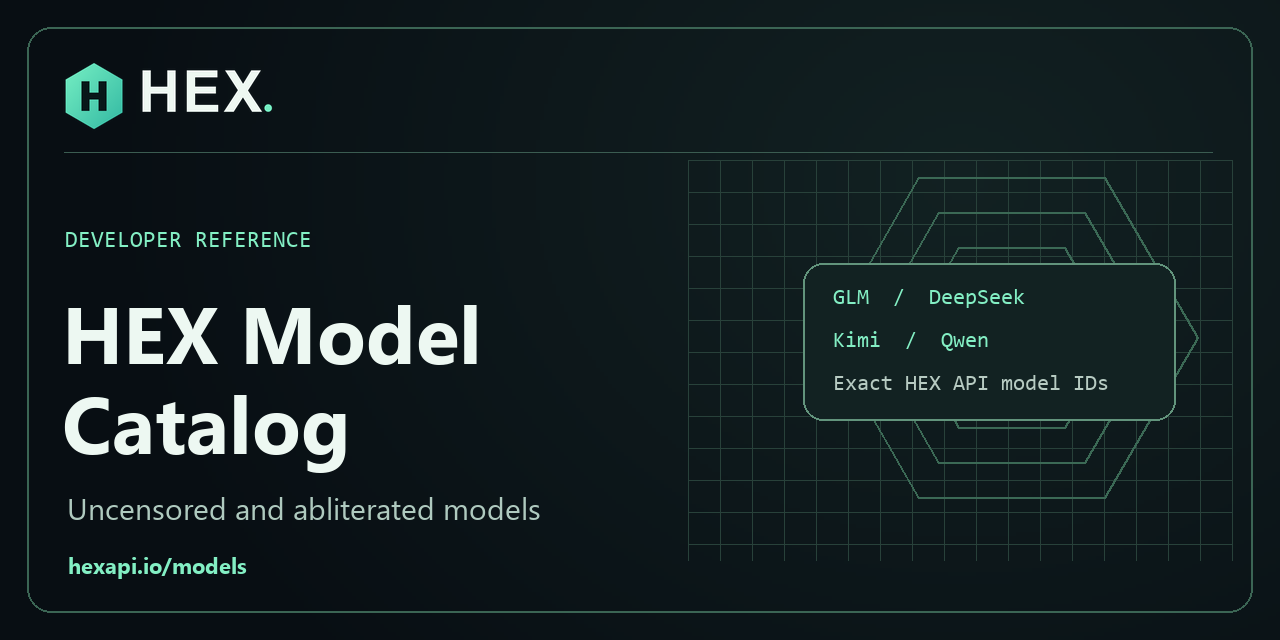 H HEX.
DEVELOPER REFERENCE
HEX Model
Catalog
Uncensored and abliterated models
hexapi.io/models
GLM / DeepSeek
Kimi / Qwen
Exact HEX API model IDs